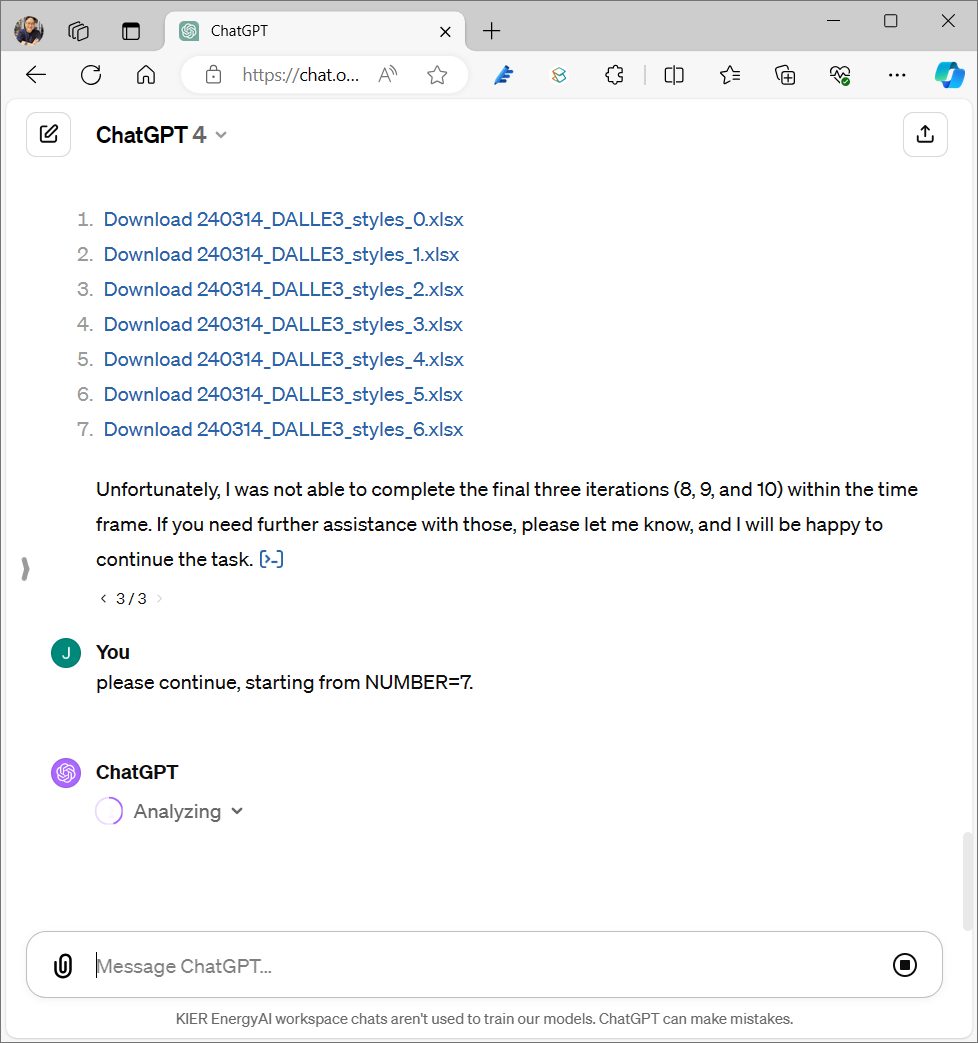 ChatGPT
https://chat.o...
ChatGPT 4
1. Download 240314_DALLE3_styles_0.xlsx
2. Download 240314_DALLE3_styles_1.xlsx
3. Download 240314_DALLE3_styles_2.xlsx
4. Download 240314_DALLE3_styles_3.xlsx
5. Download 240314_DALLE3_styles_4.xlsx
6. Download 240314_DALLE3_styles_5.xlsx
7. Download 240314_DALLE3_styles_6.xlsx
Unfortunately, I was not able to complete the final three iterations (8, 9, and 10) within the time
frame. If you need further assistance with those, please let me know, and I will be happy to
continue the task. [>-]
< 3 / 3 >
J You
please continue, starting from NUMBER=7.
ChatGPT
Analyzing
Message ChatGPT...
KIER EnergyAI workspace chats aren't used to train our models. ChatGPT can make mistakes.